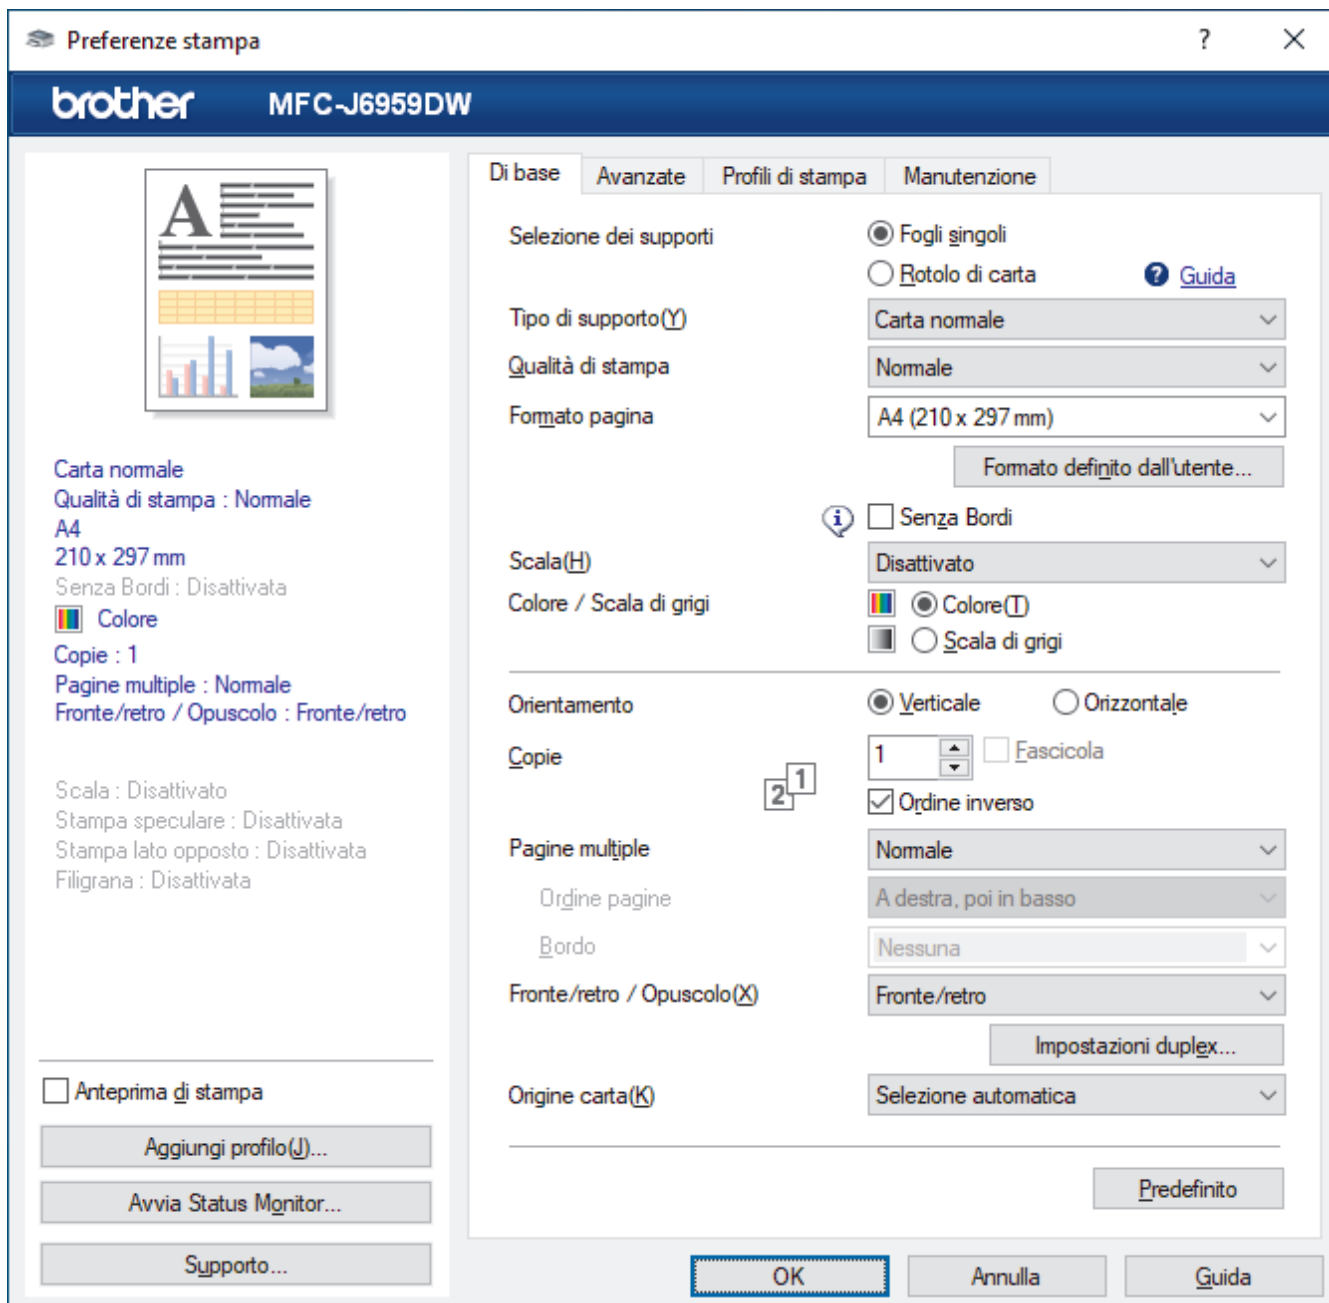 Preferenze stampa
?
brother MFC-J6959DW
A
Carta normale
Qualità di stampa : Normale
A4
210 x 297 mm
Senza Bordi : Disattivata
Colore
Copie : 1
Pagine multiple : Normale
Fronte/retro / Opuscolo : Fronte/retro
Scala : Disattivato
Stampa speculare : Disattivata
Stampa lato opposto : Disattivata
Filigrana : Disattivata
Anteprima di stampa
Aggiungi profilo(J)...
Avvia Status Monitor...
Supporto...
Di base Avanzate Profili di stampa Manutenzione
Selezione dei supporti Fogli singoli
Rotolo di carta ? Guida
Tipo di supporto(Y) Carta normale
Qualità di stampa Normale
Formato pagina A4 (210 x 297 mm)
Formato definito dall'utente...
i Senza Bordi
Scala(H) Disattivato
Colore / Scala di grigi Colore(T)
Scala di grigi
Orientamento Verticale Orizzontale
Copie 1 Fascicola
2 1 Ordine inverso
Pagine multiple Normale
Ordine pagine A destra, poi in basso
Bordo Nessuna
Fronte/retro / Opuscolo(X) Fronte/retro
Impostazioni duplex...
Origine carta(K) Selezione automatica
Predefinito
OK Annulla Guida